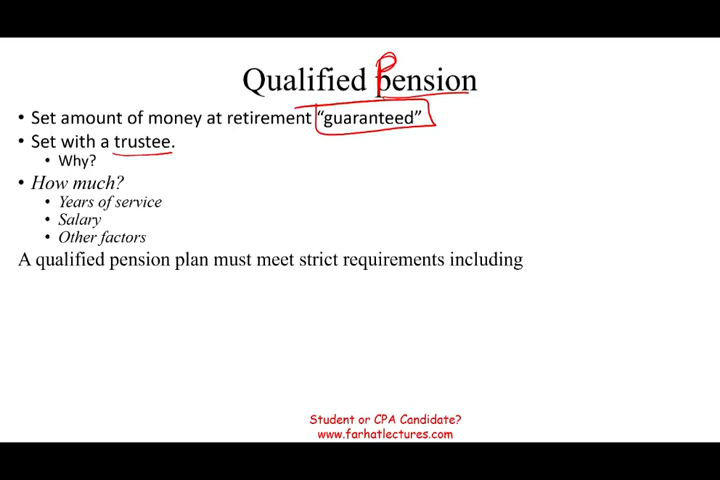 Qualified Pension
• Set amount of money at retirement “guaranteed”
• Set with a trustee.
• Why?
• How much?
• Years of service
• Salary
• Other factors
A qualified pension plan must meet strict requirements including
Student or CPA Candidate?
www.farhatlectures.com